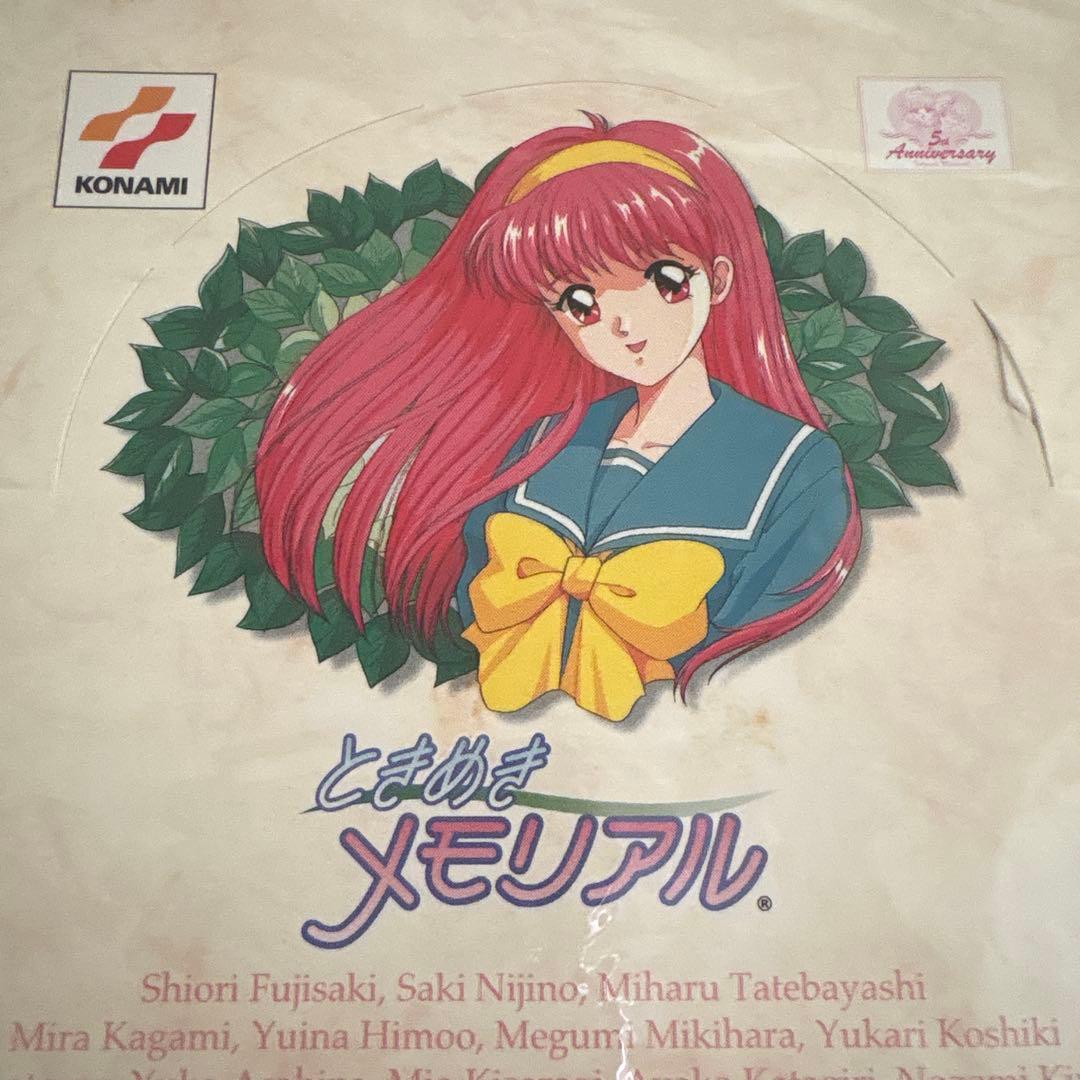 KONAMI
5th
Anniversary
ときめき
メモリアル®
Shiori Fujisaki, Saki Nijino, Miharu Tatebayashi
Mira Kagami, Yuina Himoo, Megumi Mikihara, Yukari Koshiki